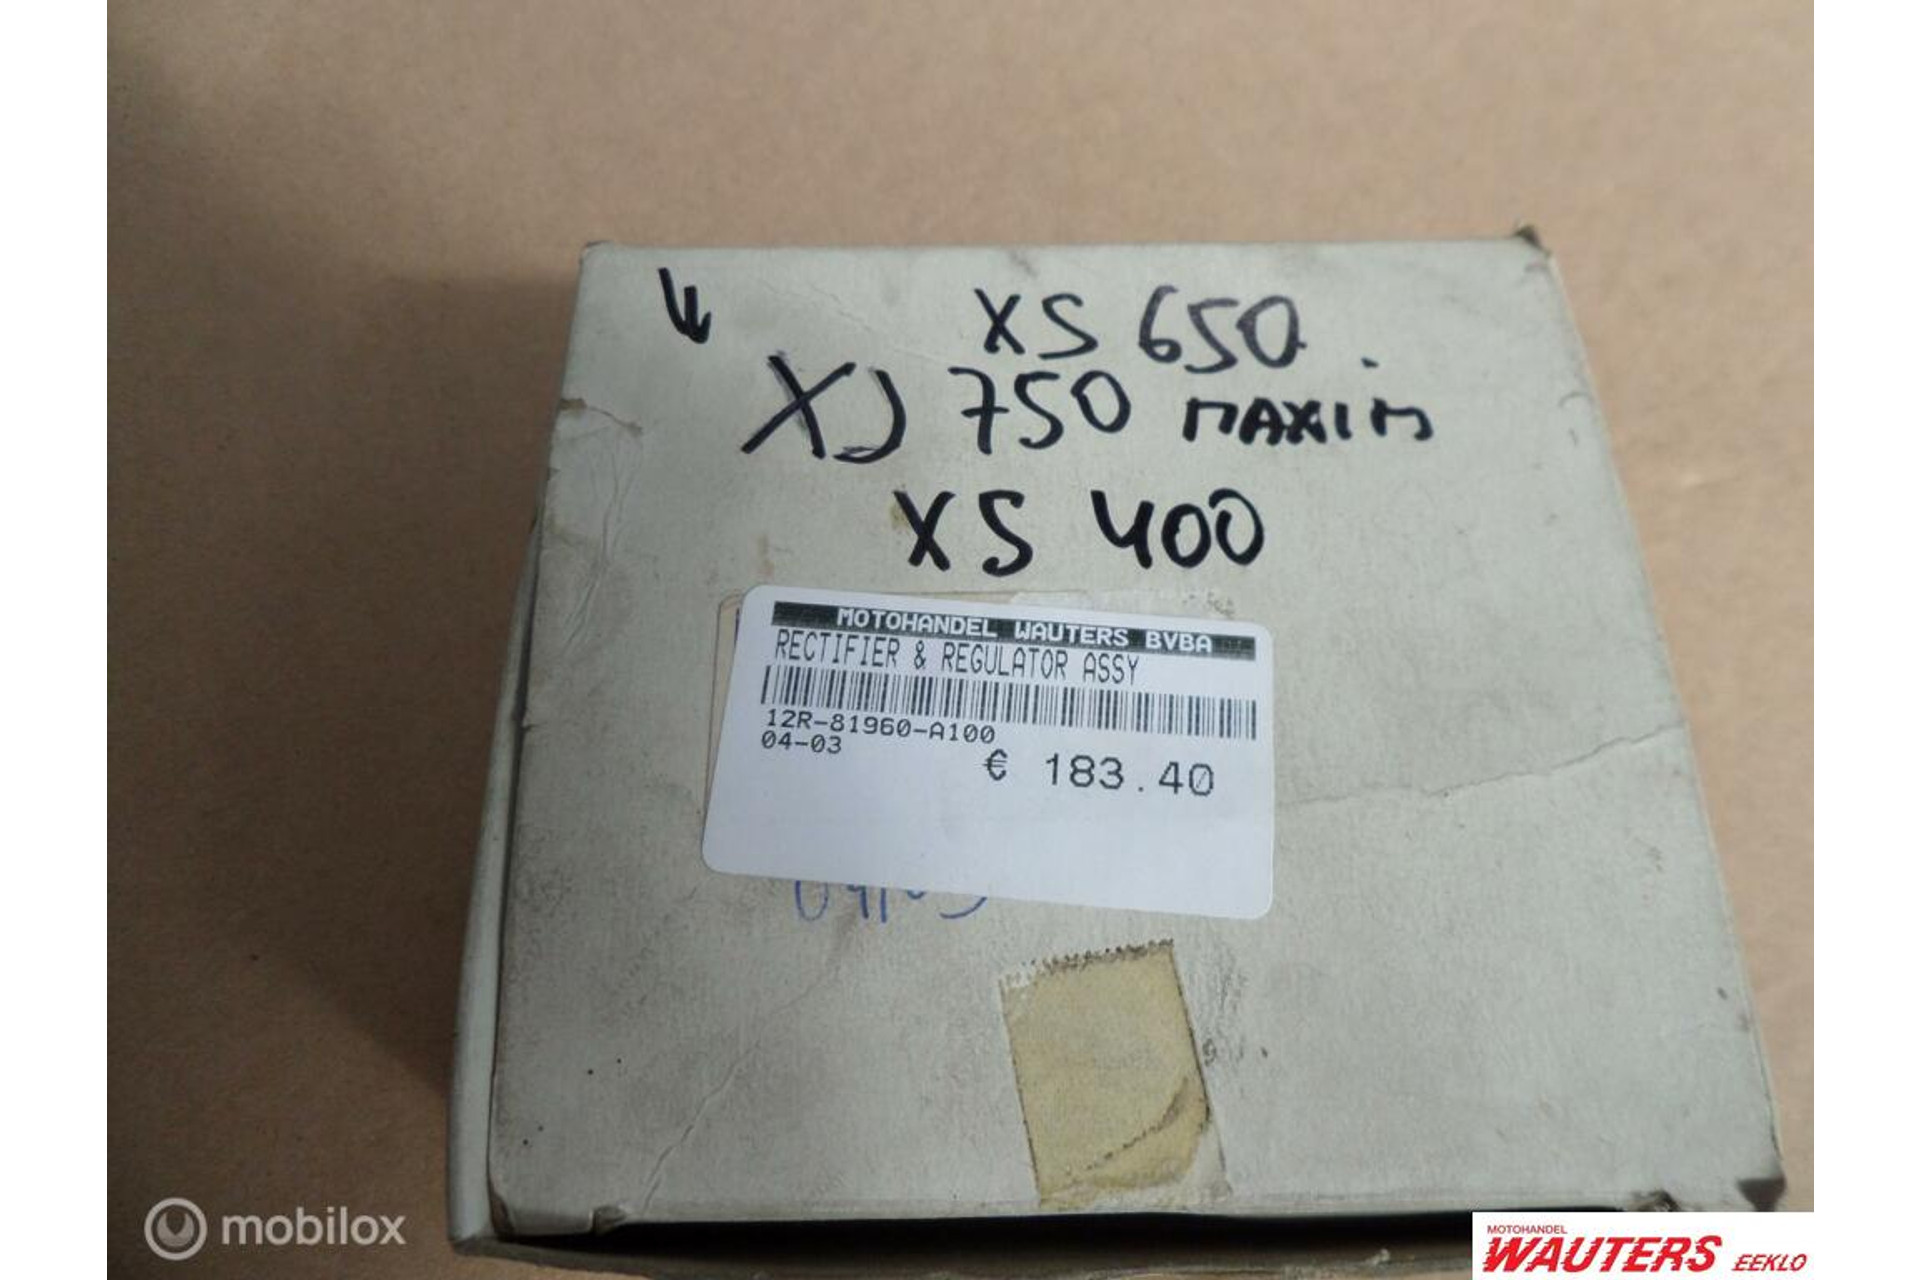 XS 650
XJ 750 MAXIM
XS 400
MOTOHANDEL WAUTERS BVBA
RECTIFIER & REGULATOR ASSY
12R-81960-A100
04-03
€ 183.40
mobilox
MOTOHANDEL
WAUTERS EEKLO